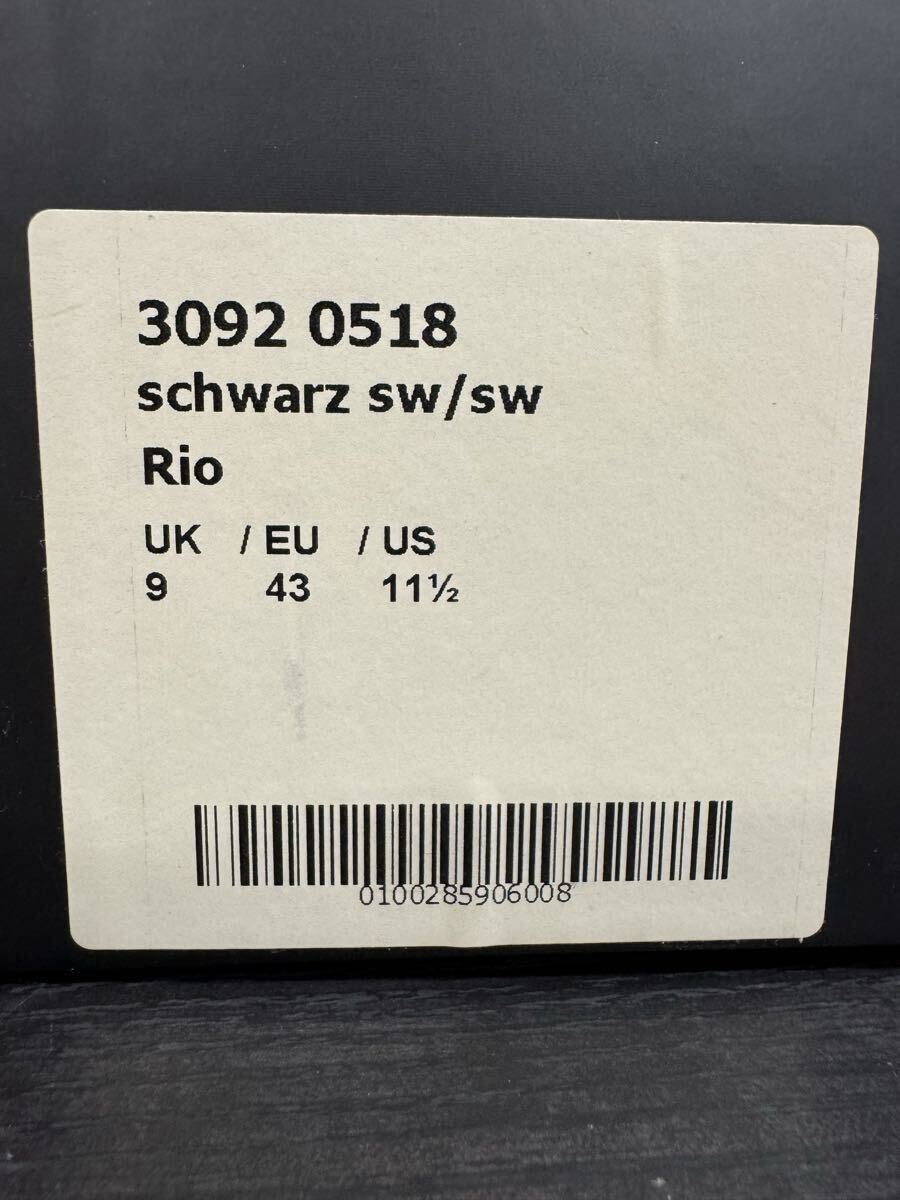 3092 0518
schwarz sw/sw
Rio
UK / EU / US
9 43 11½
0100285906008